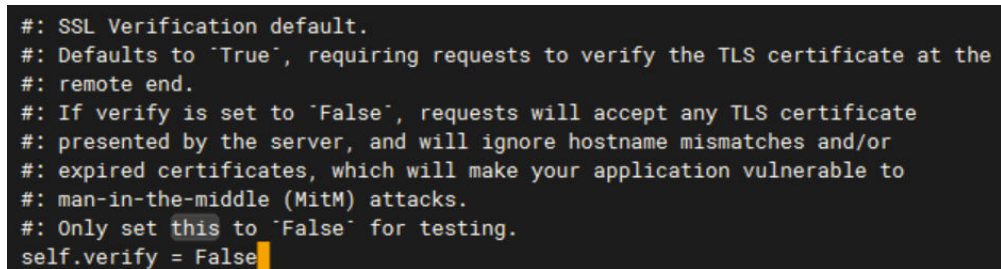 #: SSL Verification default.
#: Defaults to `True`, requiring requests to verify the TLS certificate at the
#: remote end.
#: If verify is set to `False`, requests will accept any TLS certificate
#: presented by the server, and will ignore hostname mismatches and/or
#: expired certificates, which will make your application vulnerable to
#: man-in-the-middle (MitM) attacks.
#: Only set this to `False` for testing.
self.verify = False